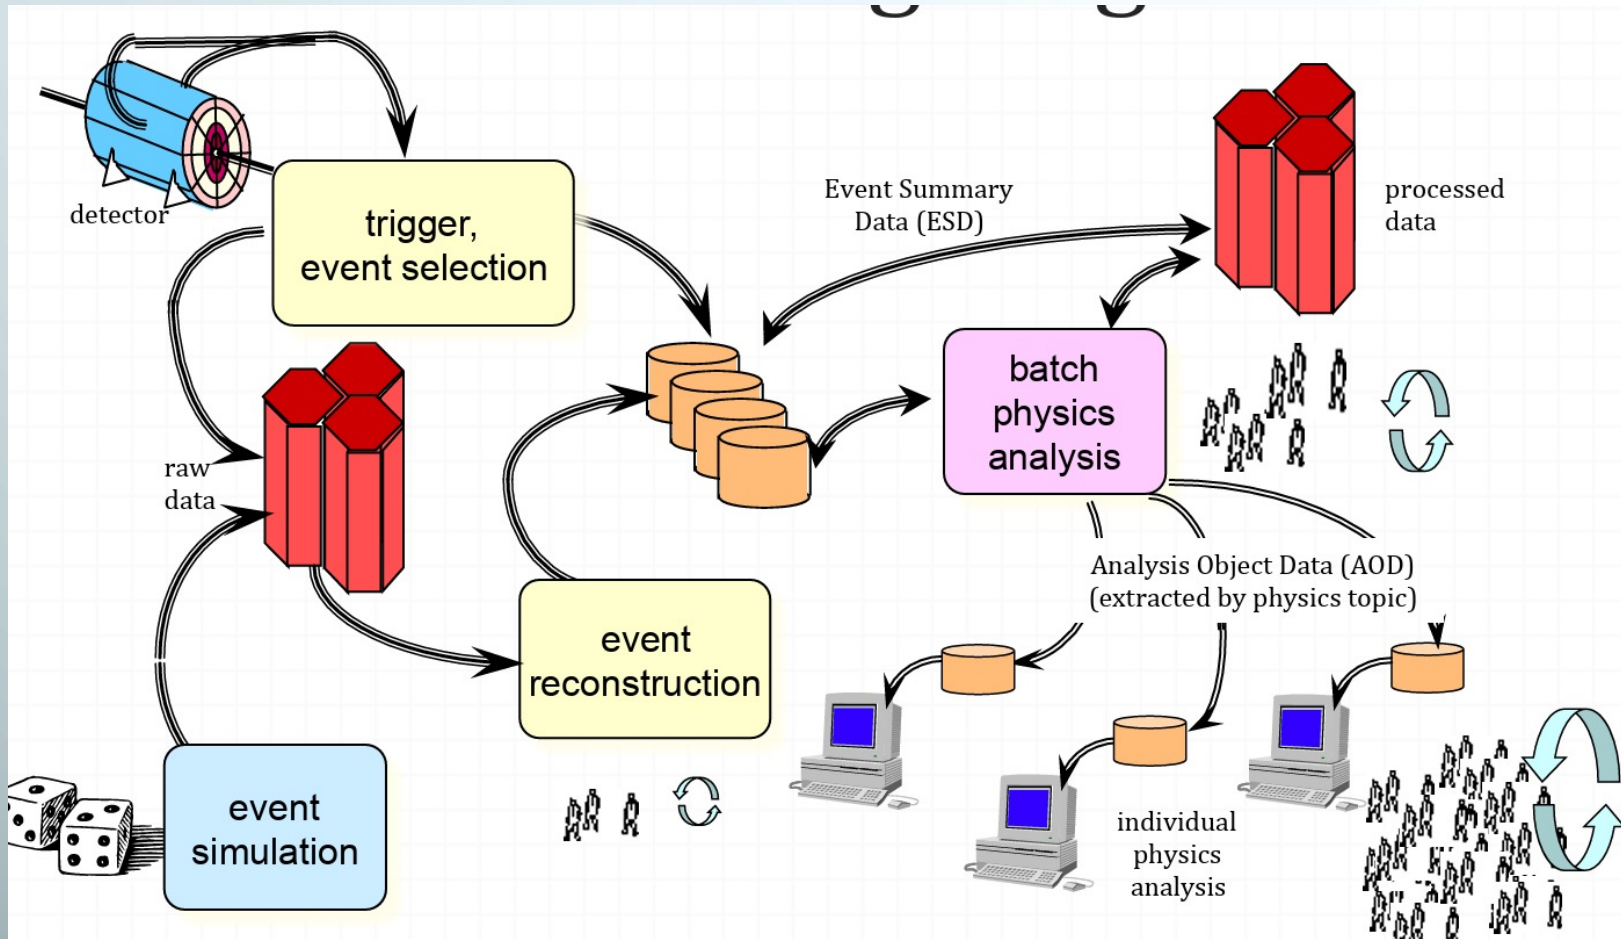 detector
trigger,
event selection
Event Summary
Data (ESD)
processed
data
raw
data
batch
physics
analysis
Analysis Object Data (AOD)
(extracted by physics topic)
event
reconstruction
event
simulation
individual
physics
analysis